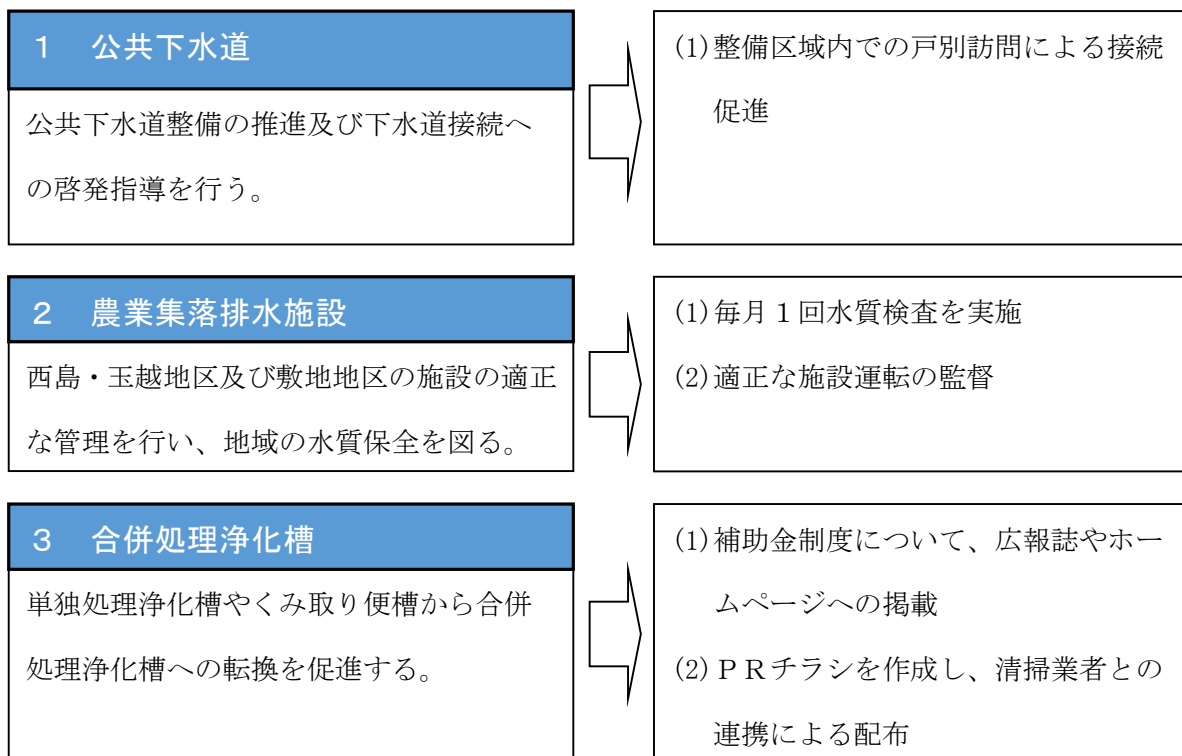 １　公共下水道
公共下水道整備の推進及び下水道接続へ
の啓発指導を行う。
(1)整備区域内での戸別訪問による接続
促進
２　農業集落排水施設
西島・玉越地区及び敷地地区の施設の適正
な管理を行い、地域の水質保全を図る。
(1)毎月１回水質検査を実施
(2)適正な施設運転の監督
３　合併処理浄化槽
単独処理浄化槽やくみ取り便槽から合併
処理浄化槽への転換を促進する。
(1)補助金制度について、広報誌やホー
ムページへの掲載
(2)ＰＲチラシを作成し、清掃業者との
連携による配布